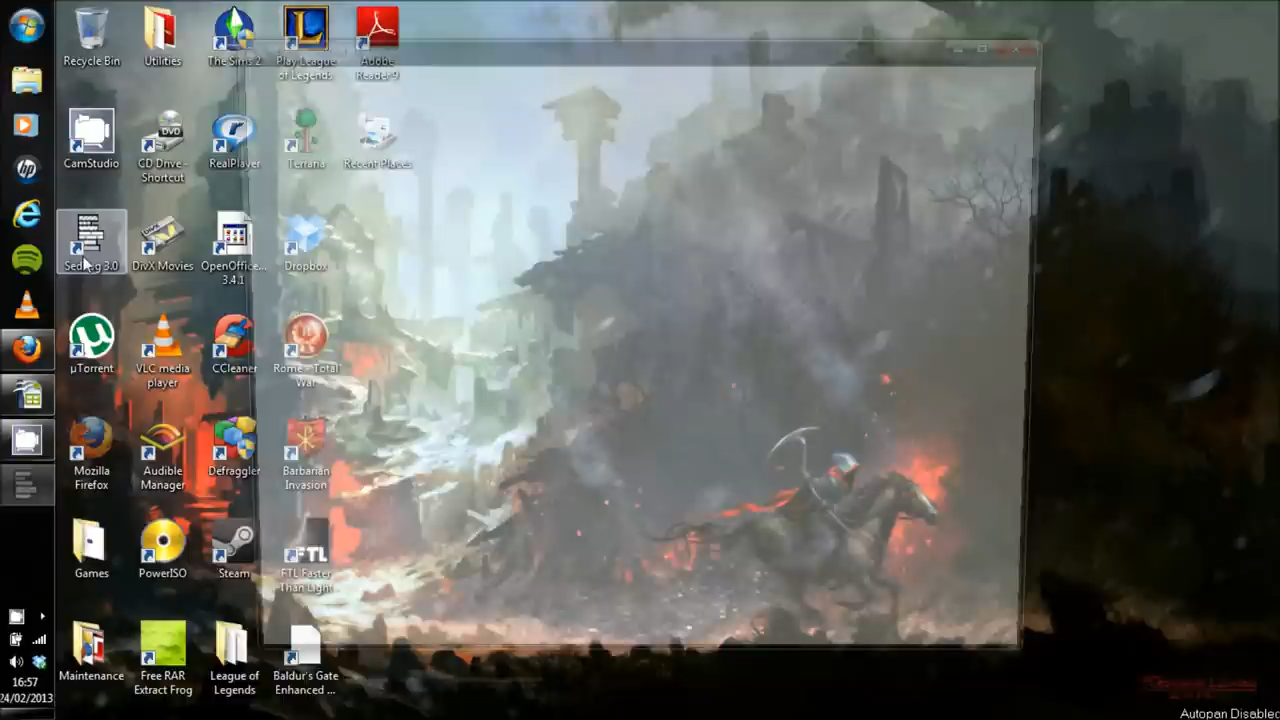 Recycle Bin
Utilities
The Sims 2
Play League
of Legends
Adobe
Reader 9
CamStudio
CD Drive -
Shortcut
RealPlayer
Terraria
Recent Places
3.0
DivX Movies
OpenOffice...
3.4.1
Dropbox
µTorrent
VLC media
player
CCleaner
Rome - Total
War
Mozilla
Firefox
Audible
Manager
Defraggler
Barbarian
Invasion
Games
PowerISO
Steam
FTL
FTL Faster
Than Light
Maintenance
Free RAR
Extract Frog
League of
Legends
Baldur's Gate
Enhanced ...
DVD
hp
16:57
24/02/2013
Autopan Disabled